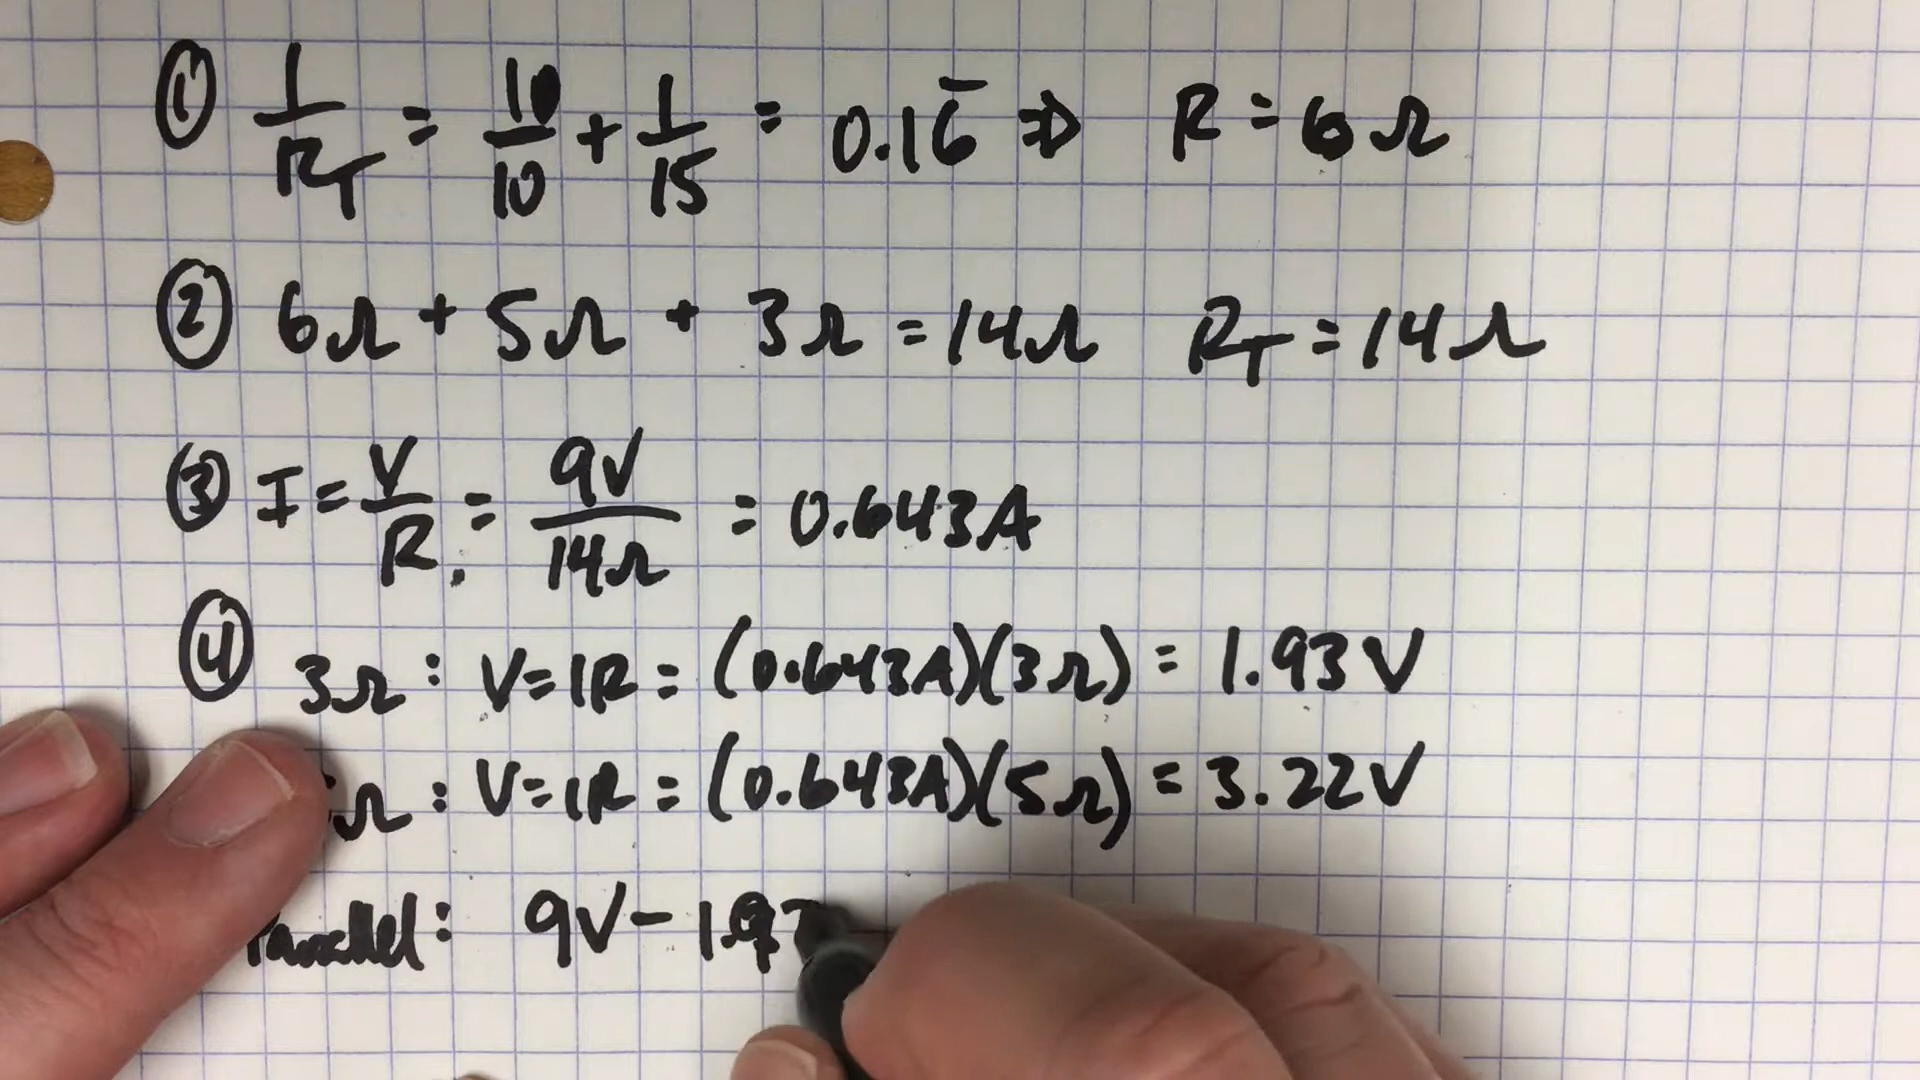 ① 1/R_T = 10/10 + 1/15 = 0.16̅ ⇒ R = 6Ω
② 6Ω + 5Ω + 3Ω = 14Ω R_T = 14Ω
③ I = V/R = 9V/14Ω = 0.643A
④ 3Ω : V = IR = (0.643A)(3Ω) = 1.93V
Ω : V = IR = (0.643A)(5Ω) = 3.22V
Parallel : 9V - 1.9